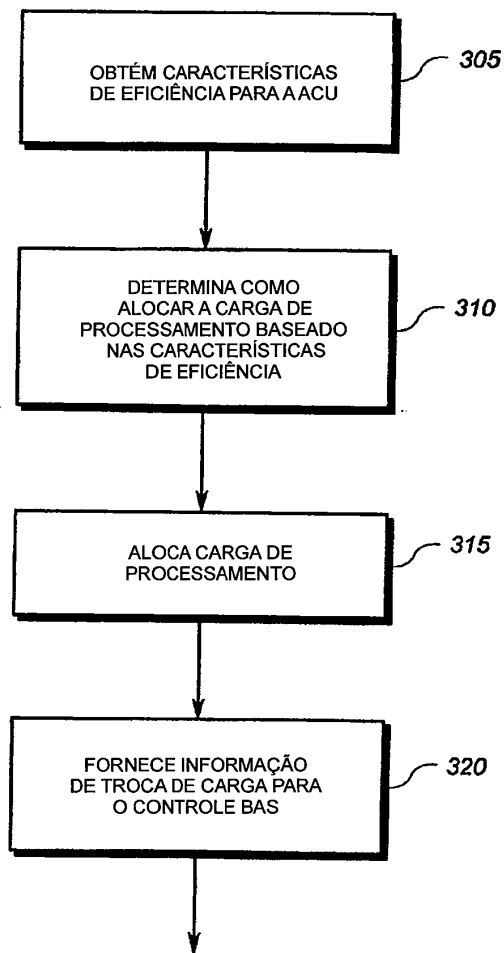 OBTÉM CARACTERÍSTICAS
DE EFICIÊNCIA PARA A ACU
305
DETERMINA COMO
ALOCAR A CARGA DE
PROCESSAMENTO BASEADO
NAS CARACTERÍSTICAS
DE EFICIÊNCIA
310
ALOCA CARGA DE
PROCESSAMENTO
315
FORNECE INFORMAÇÃO
DE TROCA DE CARGA PARA
O CONTROLE BAS
320